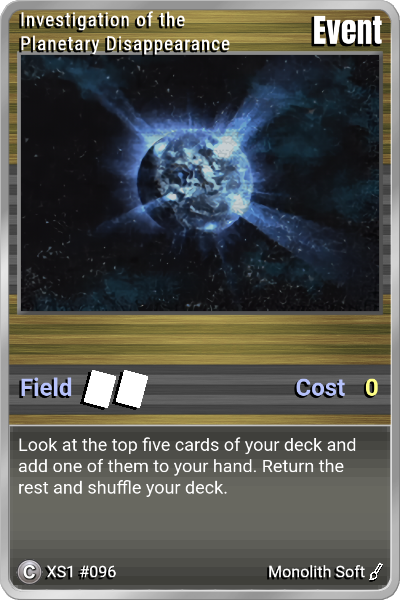 Investigation of the
Planetary Disappearance
Event
Field
Cost 0
Look at the top five cards of your deck and
add one of them to your hand. Return the
rest and shuffle your deck.
C XS1 #096
Monolith Soft